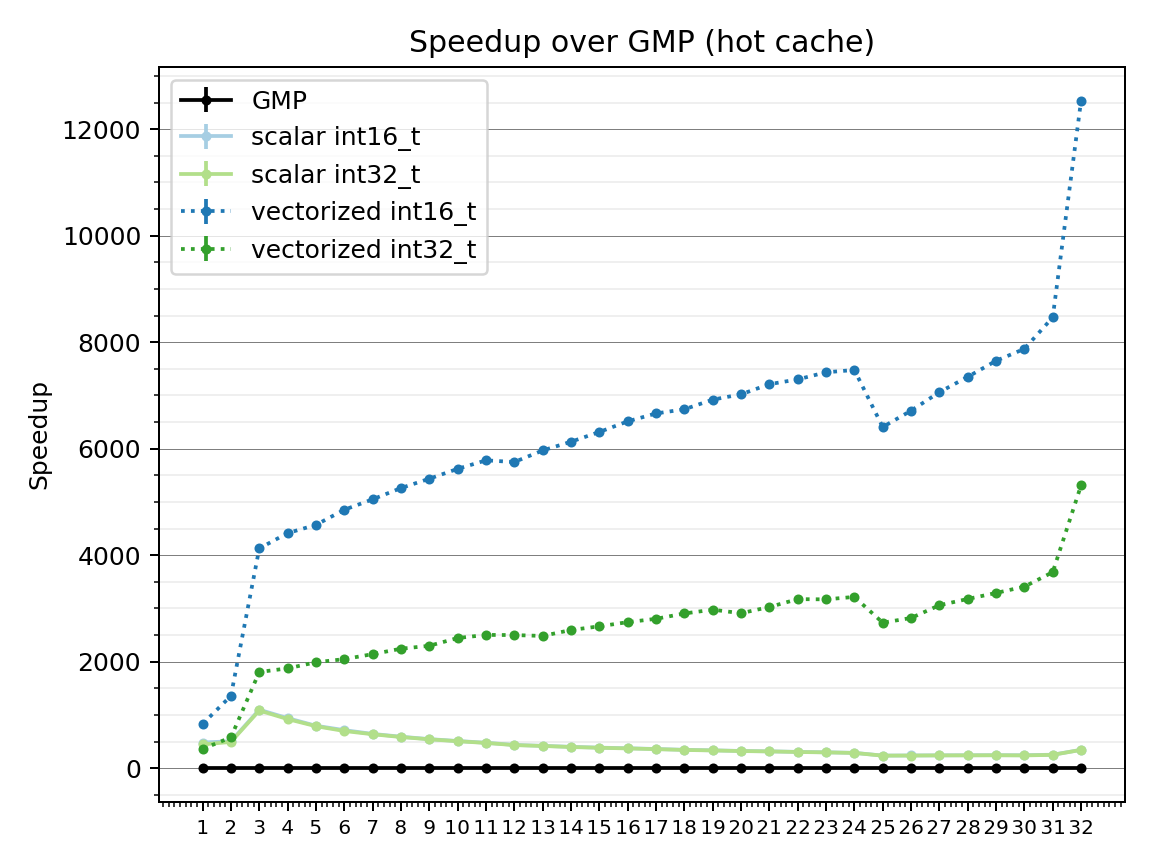 Speedup over GMP (hot cache)
GMP
scalar int16_t
scalar int32_t
vectorized int16_t
vectorized int32_t
12000
10000
8000
6000
4000
2000
0
Speedup
1 2 3 4 5 6 7 8 9 10 11 12 13 14 15 16 17 18 19 20 21 22 23 24 25 26 27 28 29 30 31 32